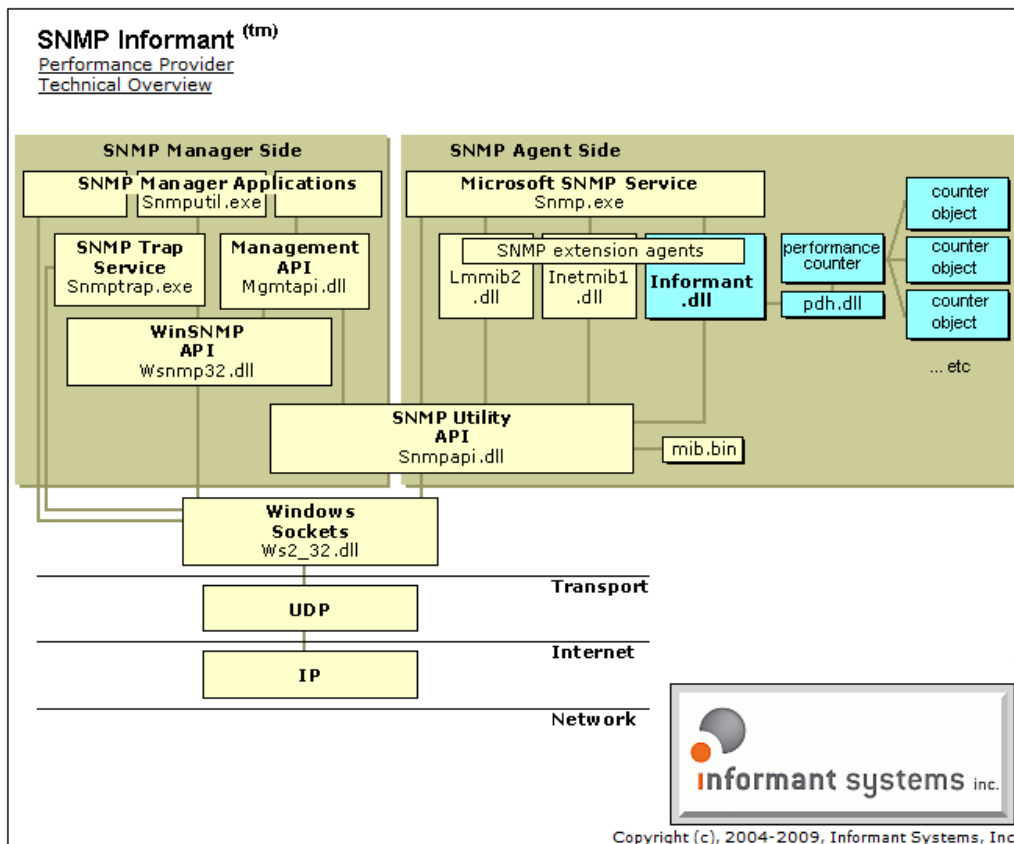 SNMP Informant (tm)
Performance Provider
Technical Overview
SNMP Manager Side
SNMP Manager Applications
Snmputil.exe
SNMP Trap
Service
Snmptrap.exe
Management
API
Mgmtapi.dll
WinSNMP
API
Wsnmp32.dll
SNMP Agent Side
Microsoft SNMP Service
Snmp.exe
SNMP extension agents
Lmmib2
.dll
Inetmib1
.dll
Informant
.dll
performance
counter
pdh.dll
counter
object
counter
object
counter
object
... etc
SNMP Utility
API
Snmpapi.dll
mib.bin
Windows
Sockets
Ws2_32.dll
Transport
UDP
Internet
IP
Network
informant systems inc.
Copyright (c), 2004-2009, Informant Systems, Inc